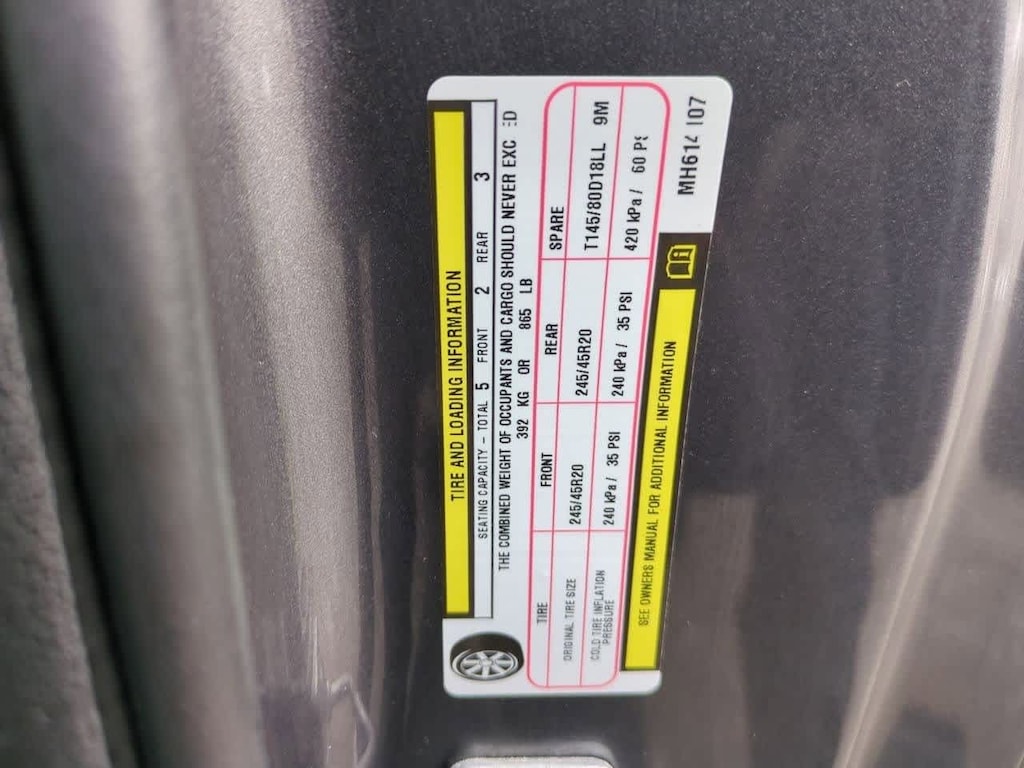 TIRE AND LOADING INFORMATION
SEATING CAPACITY - TOTAL 5 FRONT 2 REAR 3
THE COMBINED WEIGHT OF OCCUPANTS AND CARGO SHOULD NEVER
392 KG OR 865 LB
TIRE FRONT REAR SPARE
ORIGINAL TIRE SIZE 245/45R20 245/45R20 T145/80D18LL 9M
COLD TIRE INFLATION PRESSURE 240 kPa / 35 PSI 240 kPa / 35 PSI 420 kPa / 60
SEE OWNERS MANUAL FOR ADDITIONAL INFORMATION